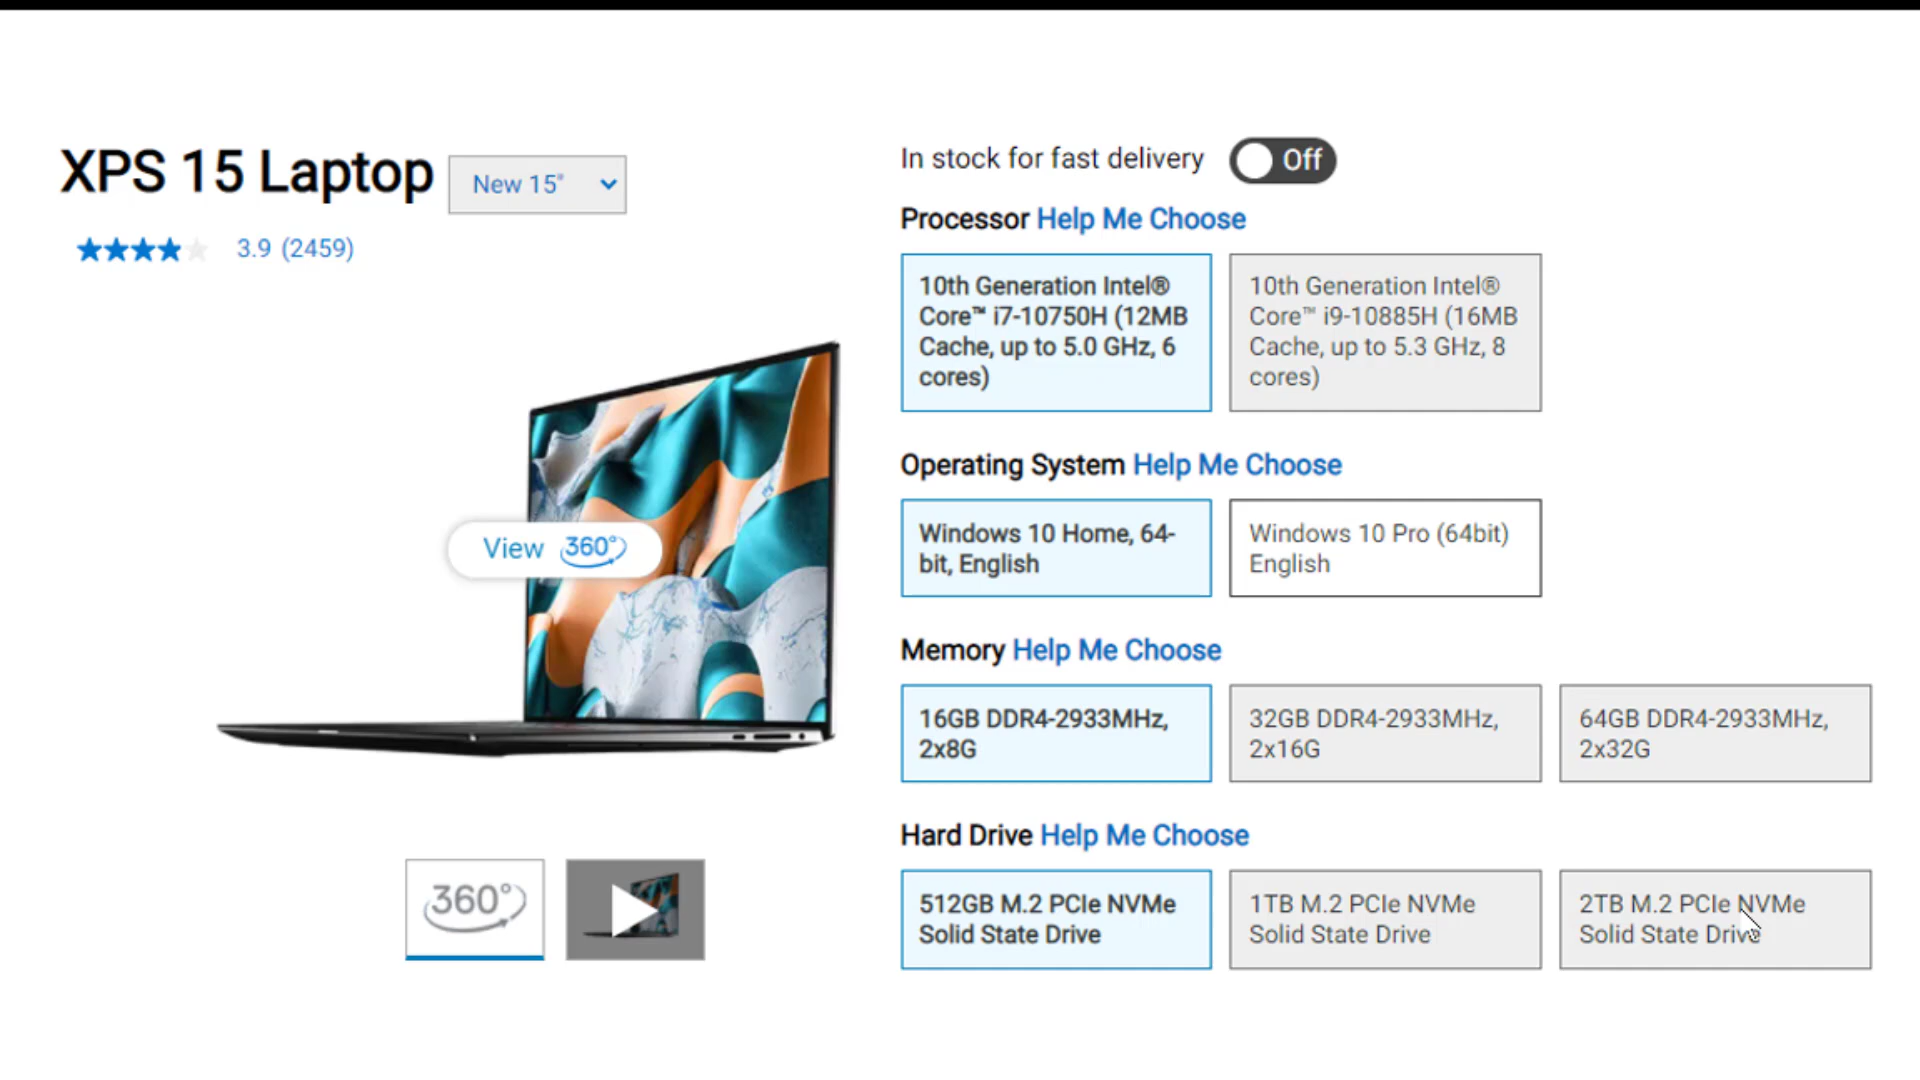 XPS 15 Laptop
New 15"
3.9 (2459)
View 360°
360°
In stock for fast delivery Off
Processor Help Me Choose
10th Generation Intel®
Core™ i7-10750H (12MB
Cache, up to 5.0 GHz, 6
cores)
10th Generation Intel®
Core™ i9-10885H (16MB
Cache, up to 5.3 GHz, 8
cores)
Operating System Help Me Choose
Windows 10 Home, 64-
bit, English
Windows 10 Pro (64bit)
English
Memory Help Me Choose
16GB DDR4-2933MHz,
2x8G
32GB DDR4-2933MHz,
2x16G
64GB DDR4-2933MHz,
2x32G
Hard Drive Help Me Choose
512GB M.2 PCIe NVMe
Solid State Drive
1TB M.2 PCIe NVMe
Solid State Drive
2TB M.2 PCIe NVMe
Solid State Drive